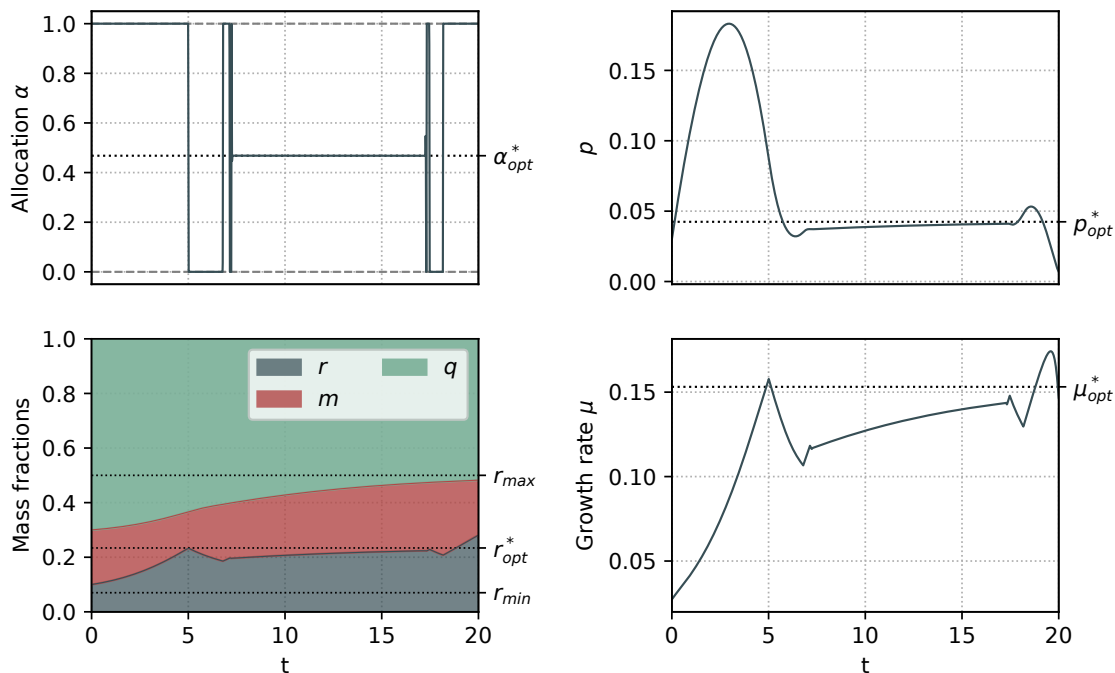 1.0
0.8
0.6
0.4
0.2
0.0
Allocation α
α*opt
0.15
0.10
0.05
0.00
p
p*opt
1.0
0.8
0.6
0.4
0.2
0.0
Mass fractions
r
m
q
rmax
r*opt
rmin
0 5 10 15 20
t
0.15
0.10
0.05
Growth rate μ
μ*opt
0 5 10 15 20
t